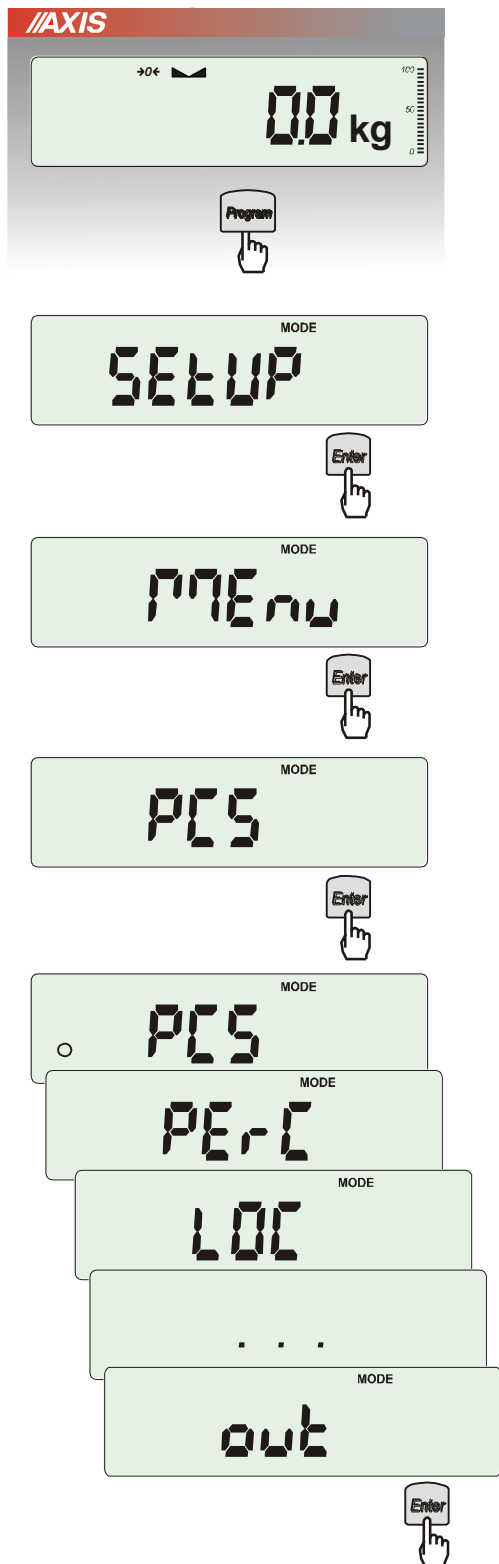 //AXIS
→0← 100
0.0 kg 50
0
Program
MODE
SEtUP
Enter
MODE
MEnu
Enter
MODE
PCS
Enter
MODE
PCS
MODE
PErC
MODE
LOC
. . .
MODE
out
Enter